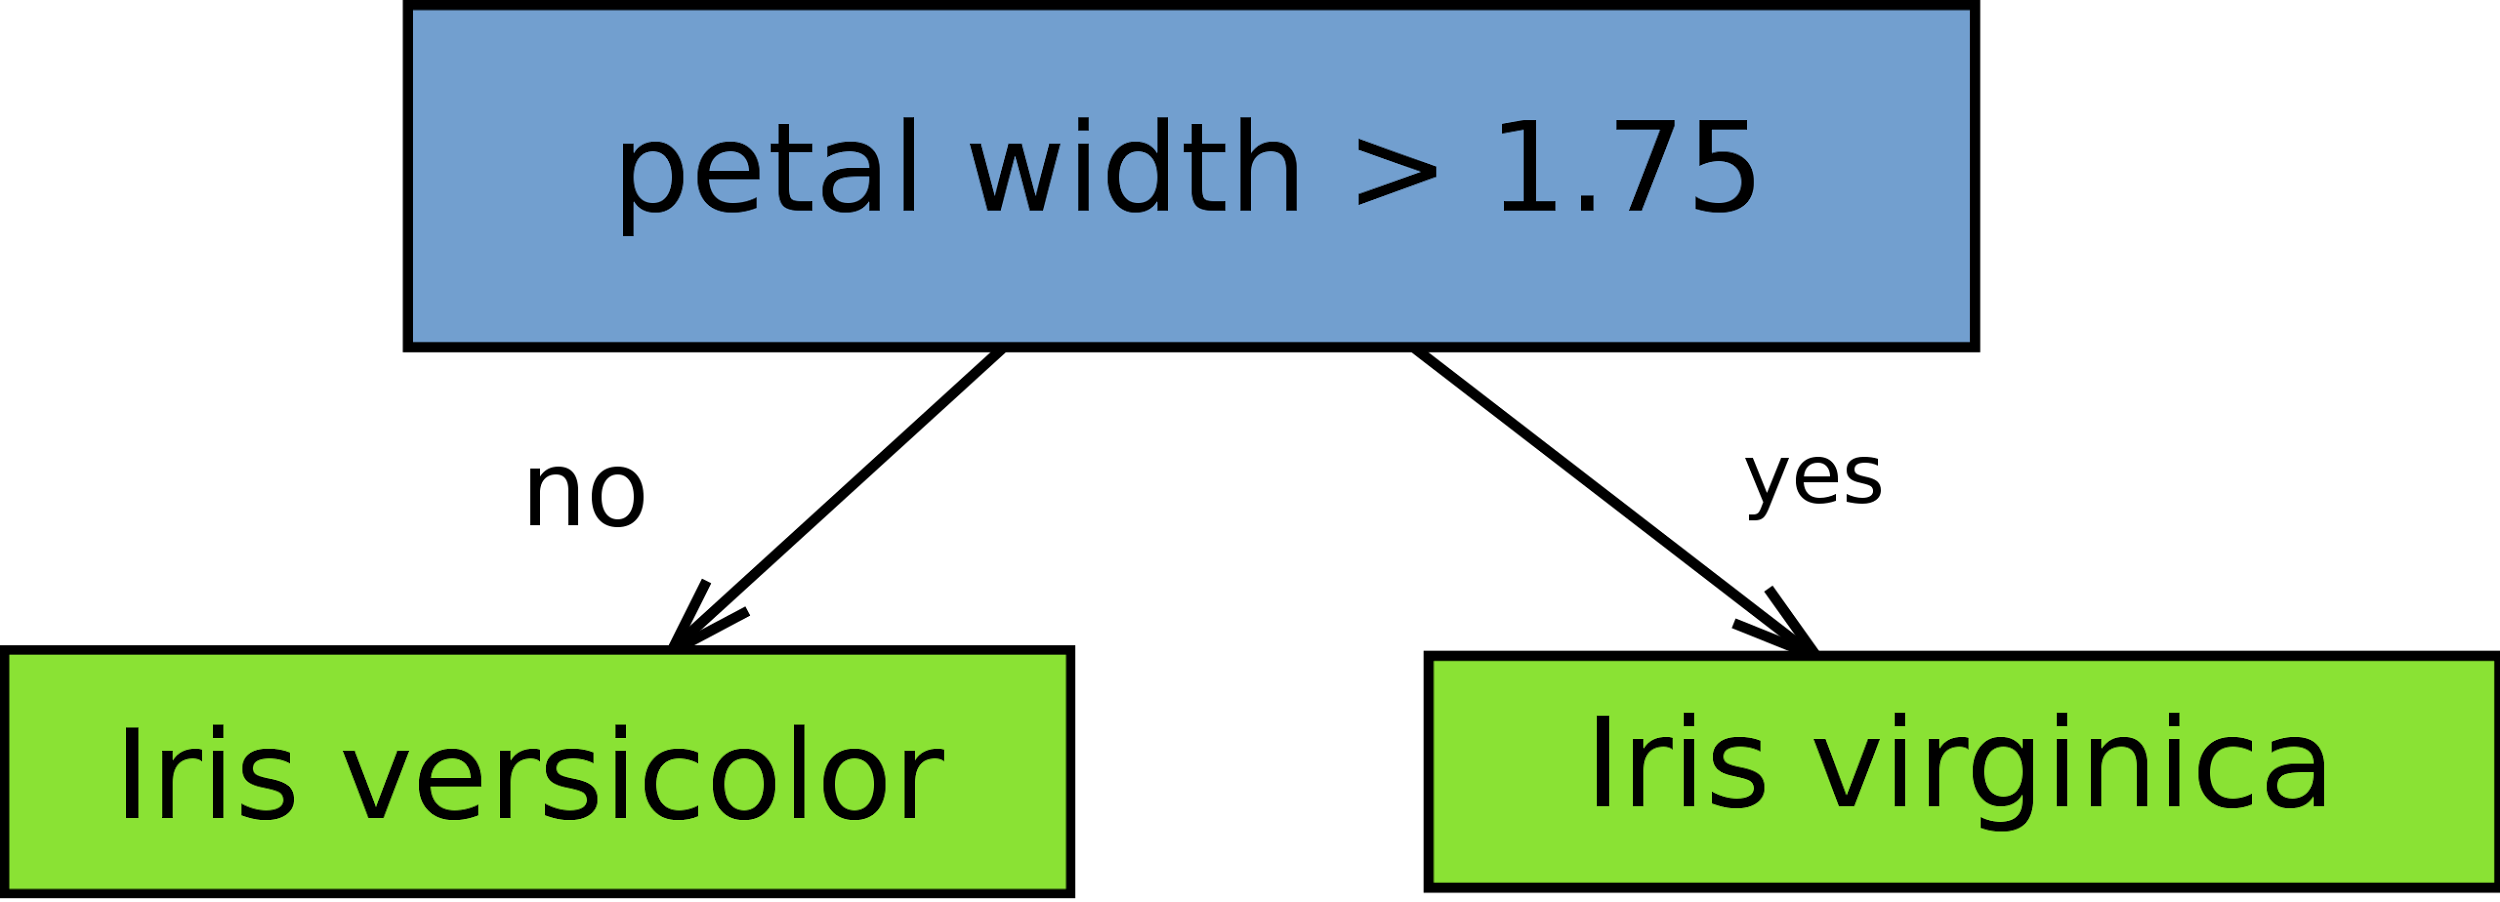 petal width > 1.75
no
yes
Iris versicolor
Iris virginica